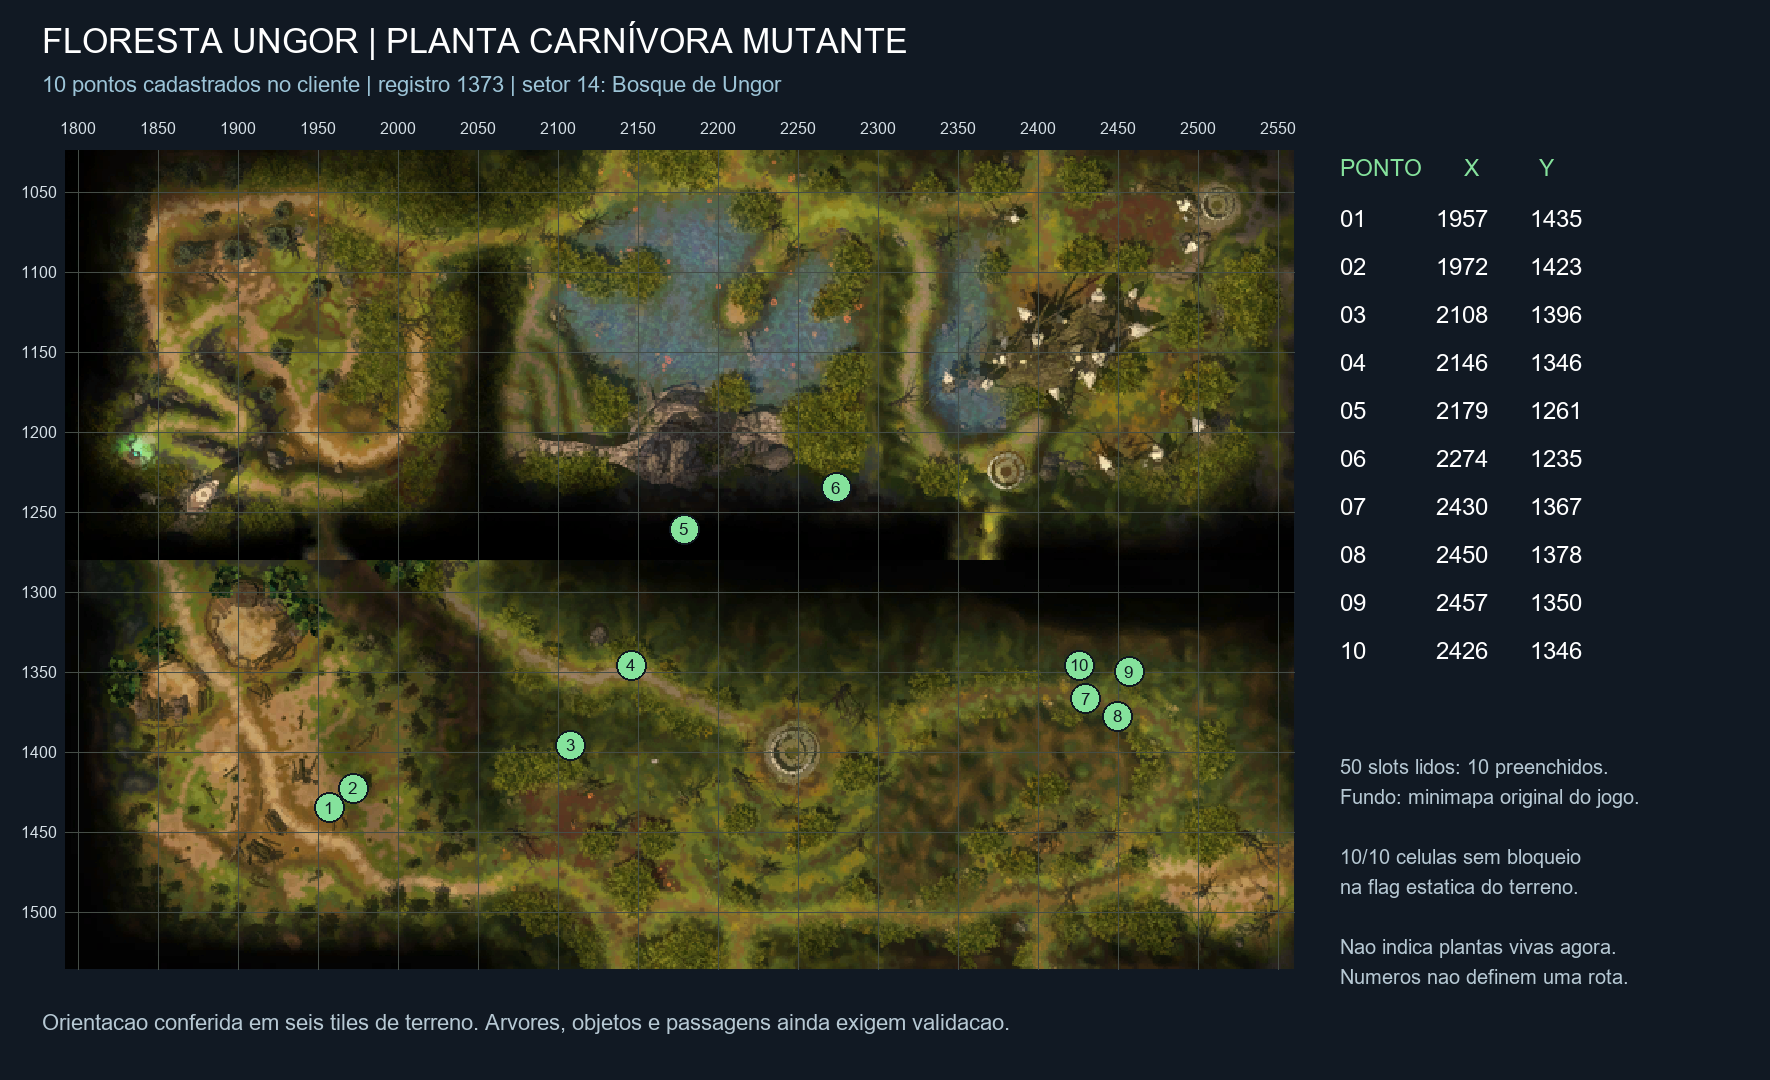 FLORESTA UNGOR | PLANTA CARNÍVORA MUTANTE
10 pontos cadastrados no cliente | registro 1373 | setor 14: Bosque de Ungor
1800 1850 1900 1950 2000 2050 2100 2150 2200 2250 2300 2350 2400 2450 2500 2550
1050
1100
1150
1200
1250
1300
1350
1400
1450
1500
6
5
4
10
9
7
8
3
2
1
PONTO X Y
01 1957 1435
02 1972 1423
03 2108 1396
04 2146 1346
05 2179 1261
06 2274 1235
07 2430 1367
08 2450 1378
09 2457 1350
10 2426 1346
50 slots lidos: 10 preenchidos.
Fundo: minimapa original do jogo.
10/10 celulas sem bloqueio
na flag estatica do terreno.
Nao indica plantas vivas agora.
Numeros nao definem uma rota.
Orientacao conferida em seis tiles de terreno. Arvores, objetos e passagens ainda exigem validacao.